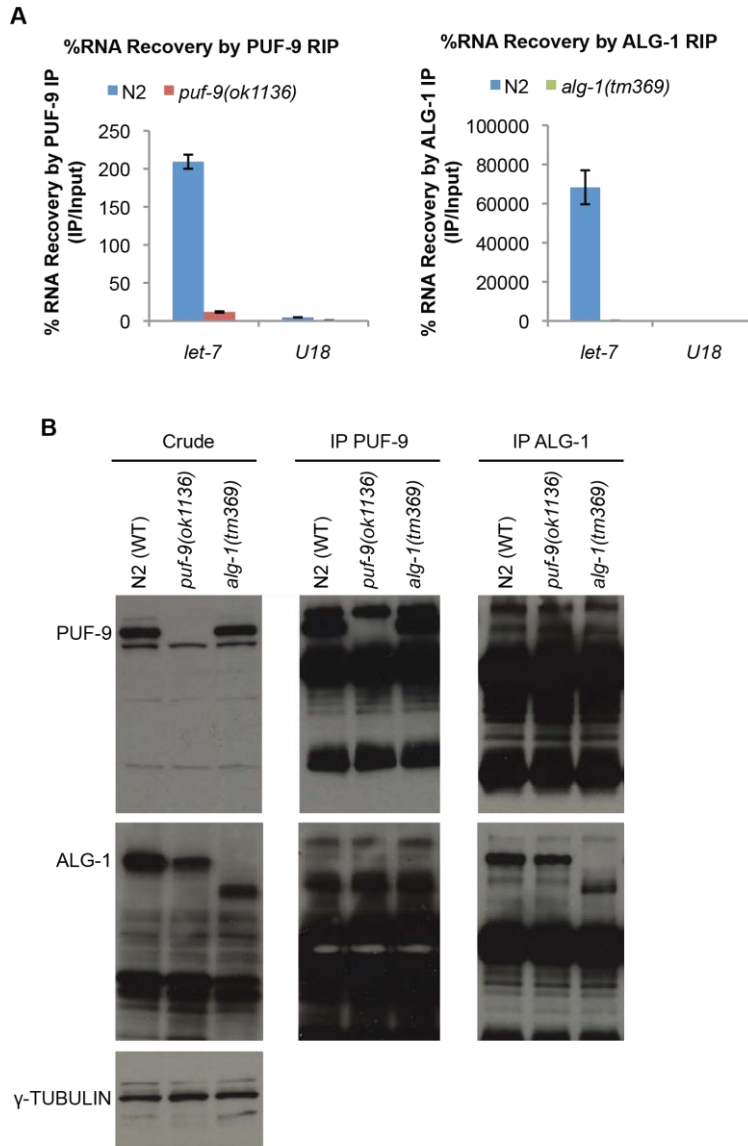 A
%RNA Recovery by PUF-9 RIP
N2 puf-9(ok1136)
% RNA Recovery by PUF-9 IP
(IP/Input)
250
200
150
100
50
0
let-7 U18
%RNA Recovery by ALG-1 RIP
N2 alg-1(tm369)
% RNA Recovery by ALG-1 IP
(IP/Input)
100000
80000
60000
40000
20000
0
let-7 U18
B
Crude IP PUF-9 IP ALG-1
N2 (WT) puf-9(ok1136) alg-1(tm369) N2 (WT) puf-9(ok1136) alg-1(tm369) N2 (WT) puf-9(ok1136) alg-1(tm369)
PUF-9
ALG-1
γ-TUBULIN